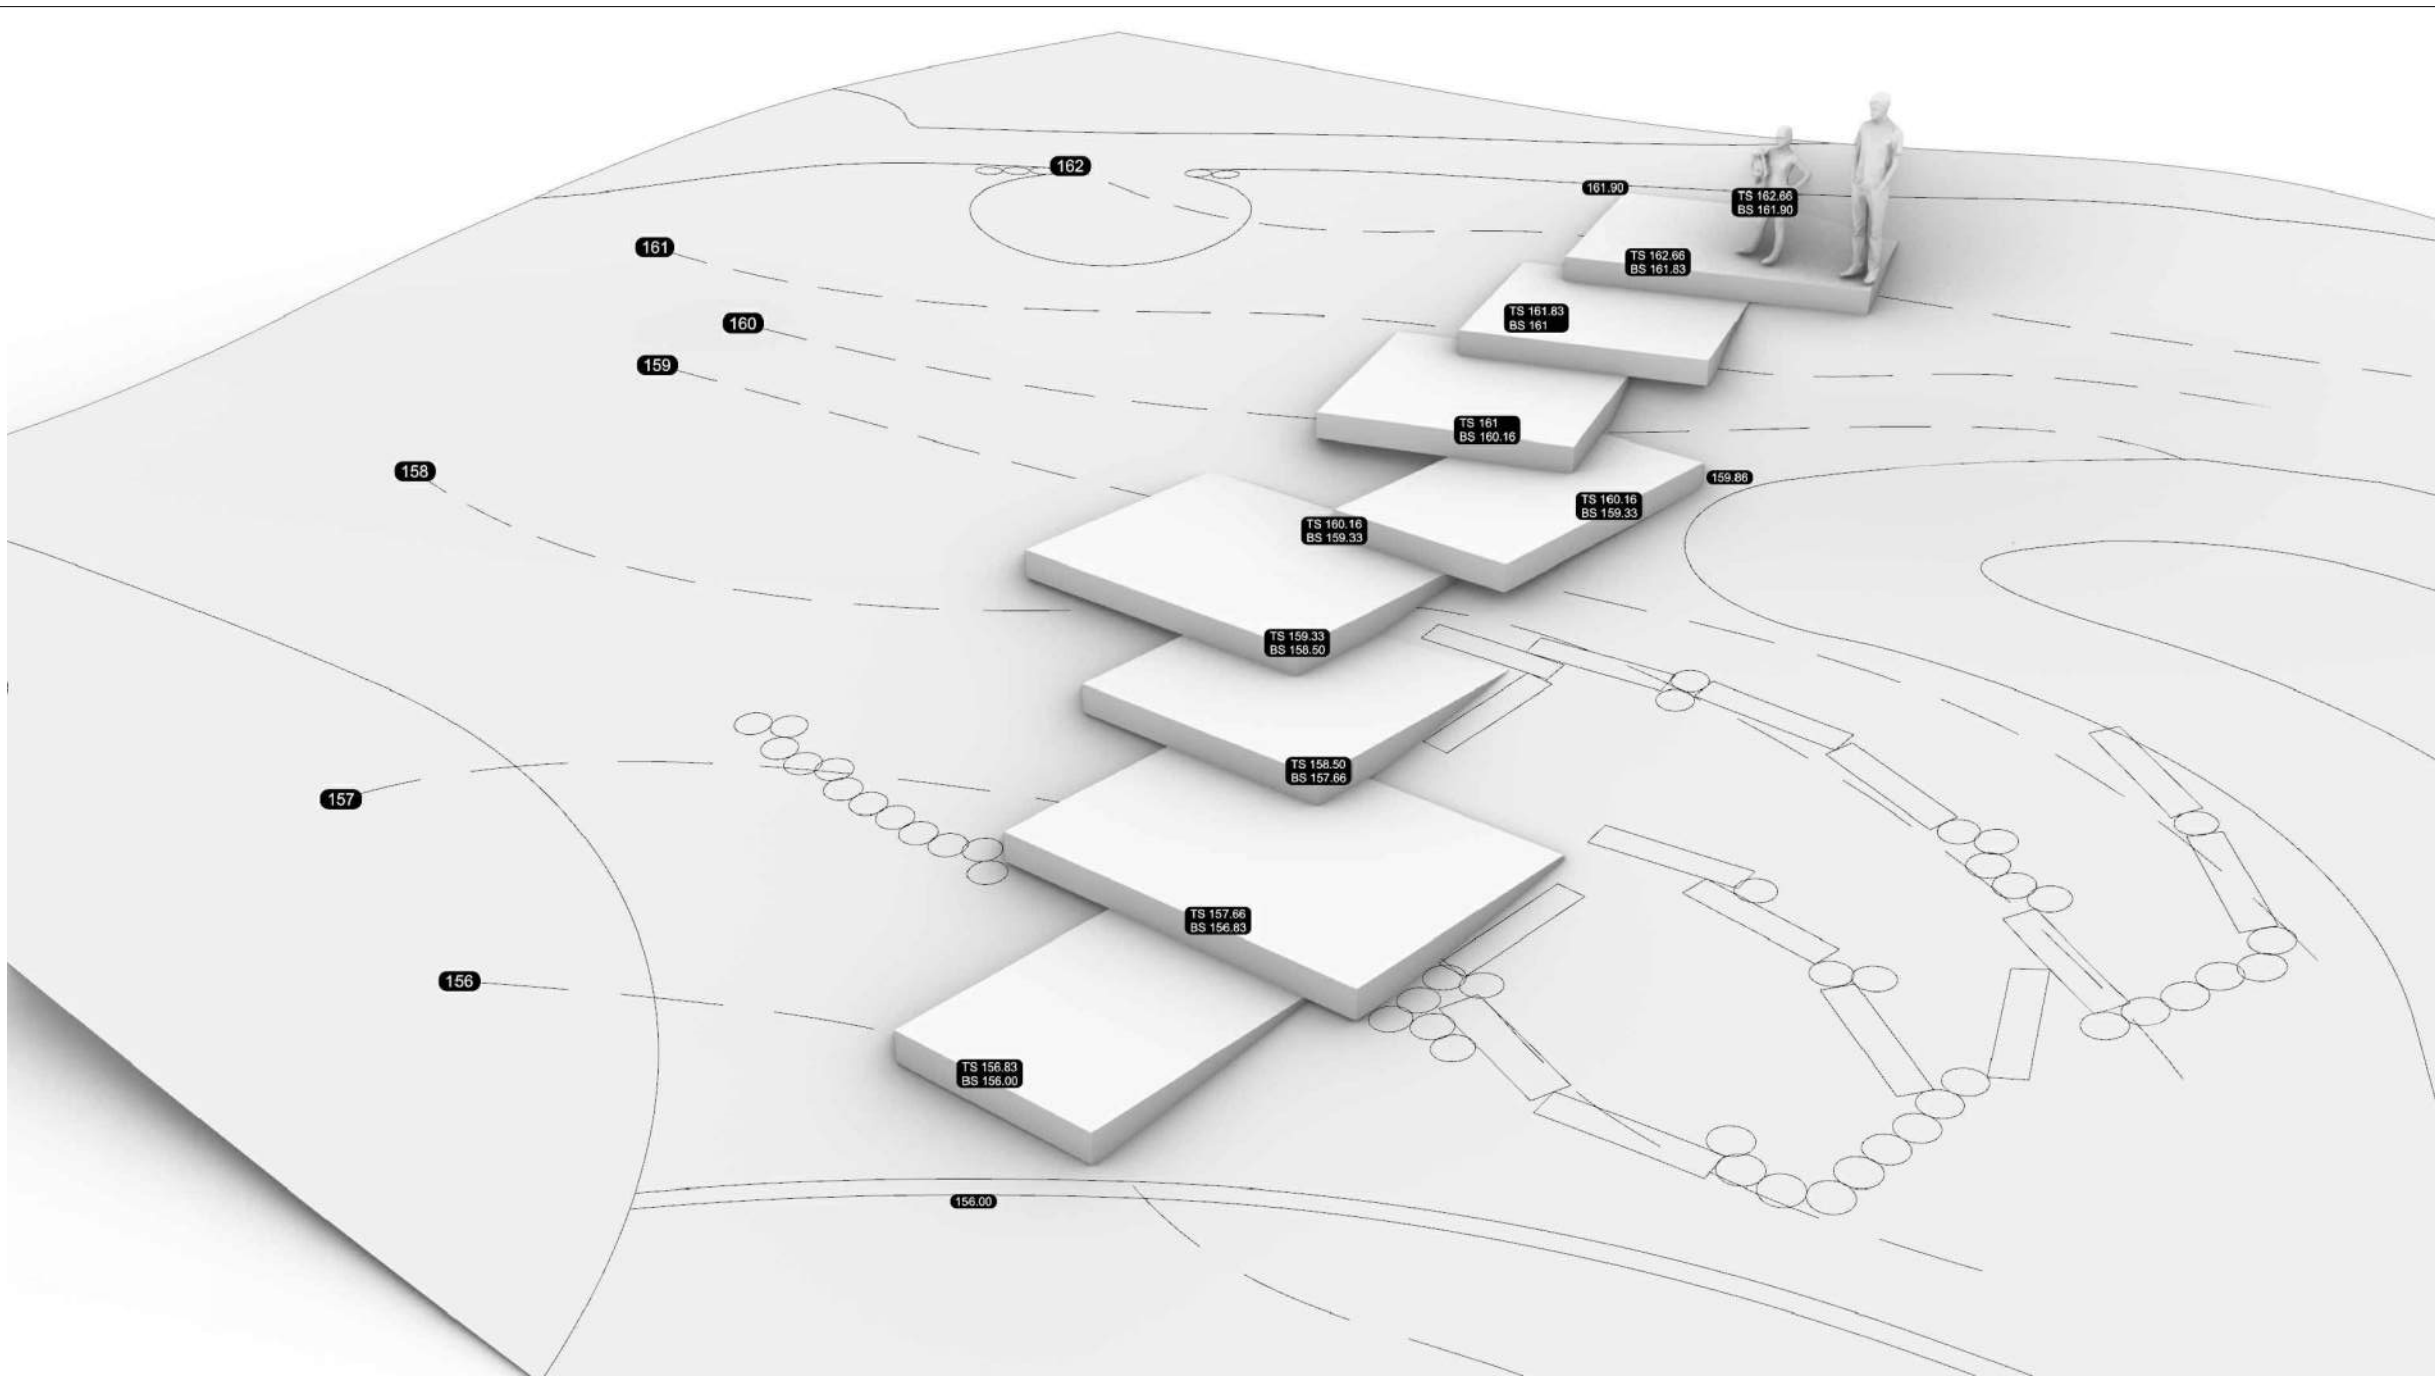 162
161.90
TS 162.66
BS 161.90
161
TS 162.66
BS 161.83
160
TS 161.83
BS 161
159
TS 161
BS 160.16
158
159.86
TS 160.16
BS 159.33
TS 160.16
BS 159.33
TS 159.33
BS 158.50
157
TS 158.50
BS 157.66
TS 157.66
BS 156.83
156
TS 156.83
BS 156.00
156.00